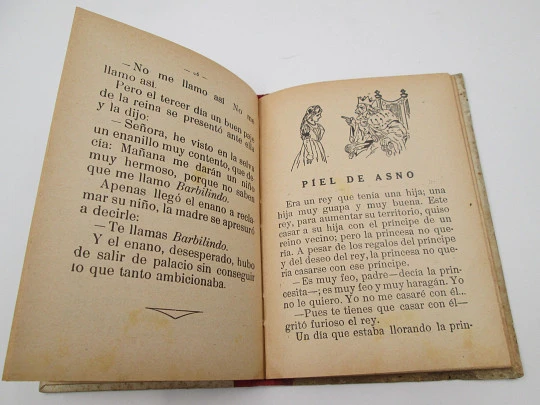 — 28 —
—No me llamo así No me
llamo así.
Pero el tercer día un buen paje
de la reina se presentó ante ella
y la dijo:
—Señora, he visto en la selva
un enanillo muy contento, que de-
cía: Mañana me darán un niño
muy hermoso, porque no saben
que me llamo Barbilindo.
Apenas llegó el enano a recla-
mar su niño, la madre se apresuró
a decirle:
—Te llamas Barbilindo.
Y el enano, desesperado, hubo
de salir de palacio sin conseguir
lo que tanto ambicionaba.
PIEL DE ASNO
Era un rey que tenía una hija; una
hija muy guapa y muy buena. Este
rey, para aumentar su territorio, quiso
casar a su hija con el príncipe de un
reino vecino; pero la princesa no que-
ría. A pesar de los regalos del príncipe
y del deseo del rey, la princesa no que-
ría casarse con ese príncipe.
—Es muy feo, padre—decía la prin-
cesita—; es muy feo y muy haragán. Yo
no le quiero. Yo no me casaré con él...
—Pues te tienes que casar con él—
gritó furioso el rey.
Un día que estaba llorando la prin-